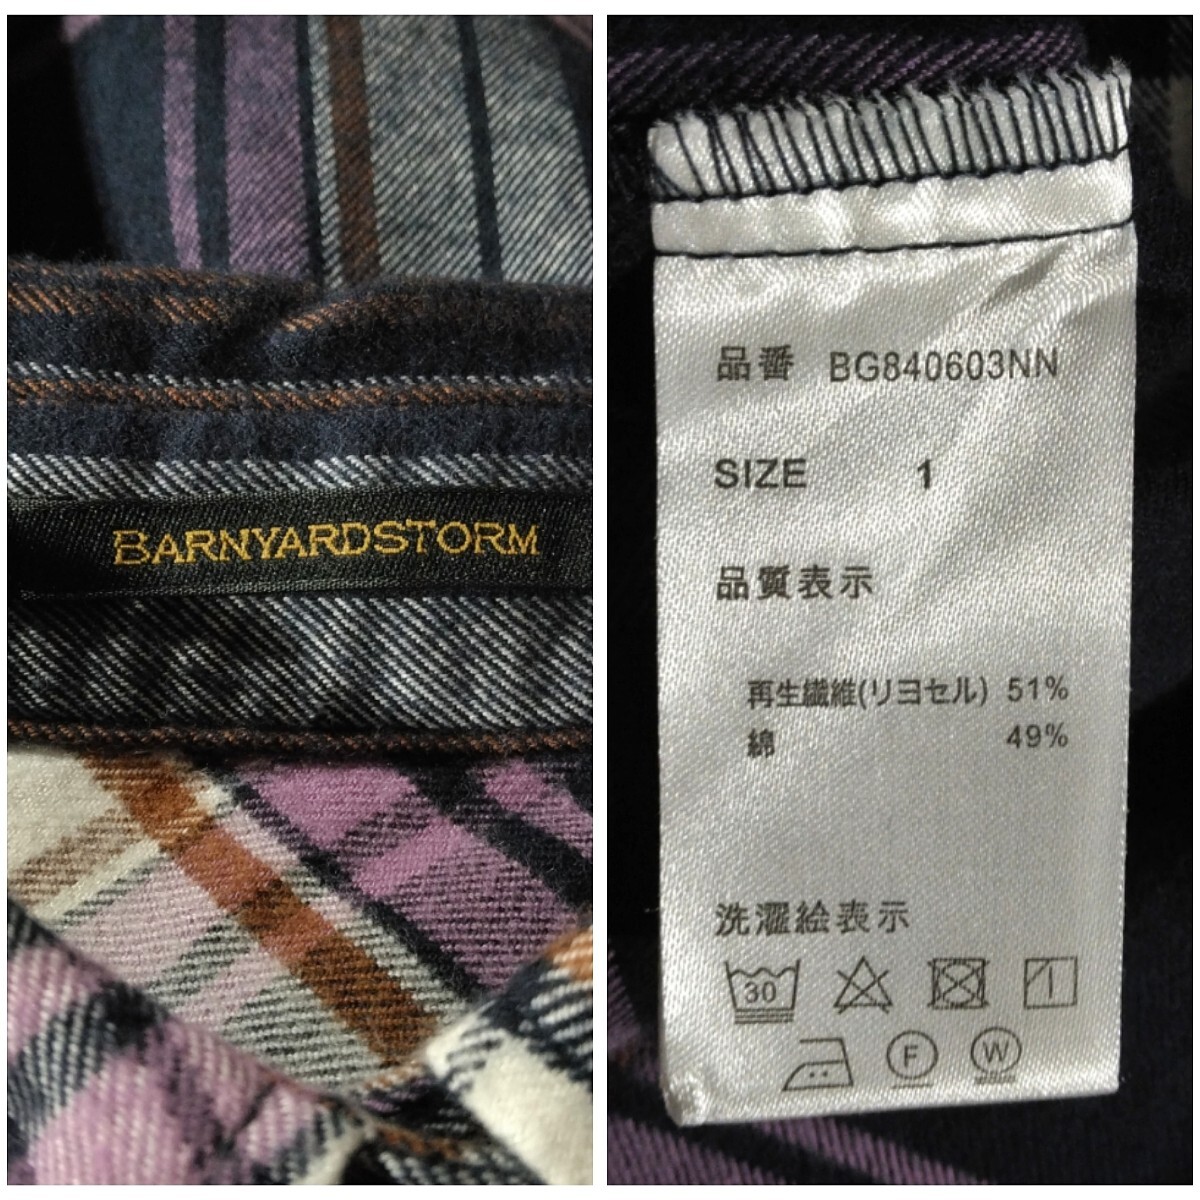 BARNYARDSTORM
品番 BG840603NN
SIZE 1
品質表示
再生繊維(リヨセル) 51%
綿 49%
洗濯絵表示
30
F W